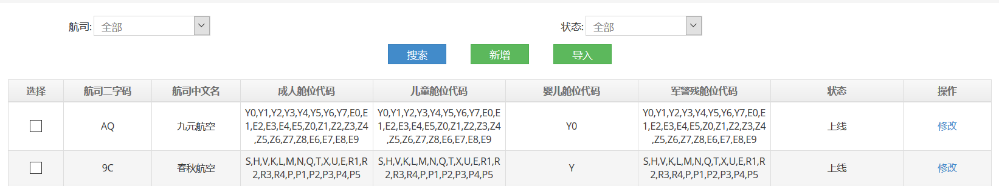 航司: 全部 状态: 全部
搜索 新增 导入
选择 航司二字码 航司中文名 成人舱位代码 儿童舱位代码 婴儿舱位代码 军警残舱位代码 状态 操作
Y0,Y1,Y2,Y3,Y4,Y5,Y6,Y7,E0,E Y0,Y1,Y2,Y3,Y4,Y5,Y6,Y7,E0,E Y0,Y1,Y2,Y3,Y4,Y5,Y6,Y7,E0,E
AQ 九元航空 1,E2,E3,E4,E5,Z0,Z1,Z2,Z3,Z4 1,E2,E3,E4,E5,Z0,Z1,Z2,Z3,Z4 Y0 1,E2,E3,E4,E5,Z0,Z1,Z2,Z3,Z4 上线 修改
,Z5,Z6,Z7,Z8,E6,E7,E8,E9 ,Z5,Z6,Z7,Z8,E6,E7,E8,E9 ,Z5,Z6,Z7,Z8,E6,E7,E8,E9
S,H,V,K,L,M,N,Q,T,X,U,E,R1,R S,H,V,K,L,M,N,Q,T,X,U,E,R1,R S,H,V,K,L,M,N,Q,T,X,U,E,R1,R
9C 春秋航空 2,R3,R4,P,P1,P2,P3,P4,P5 2,R3,R4,P,P1,P2,P3,P4,P5 Y 2,R3,R4,P,P1,P2,P3,P4,P5 上线 修改